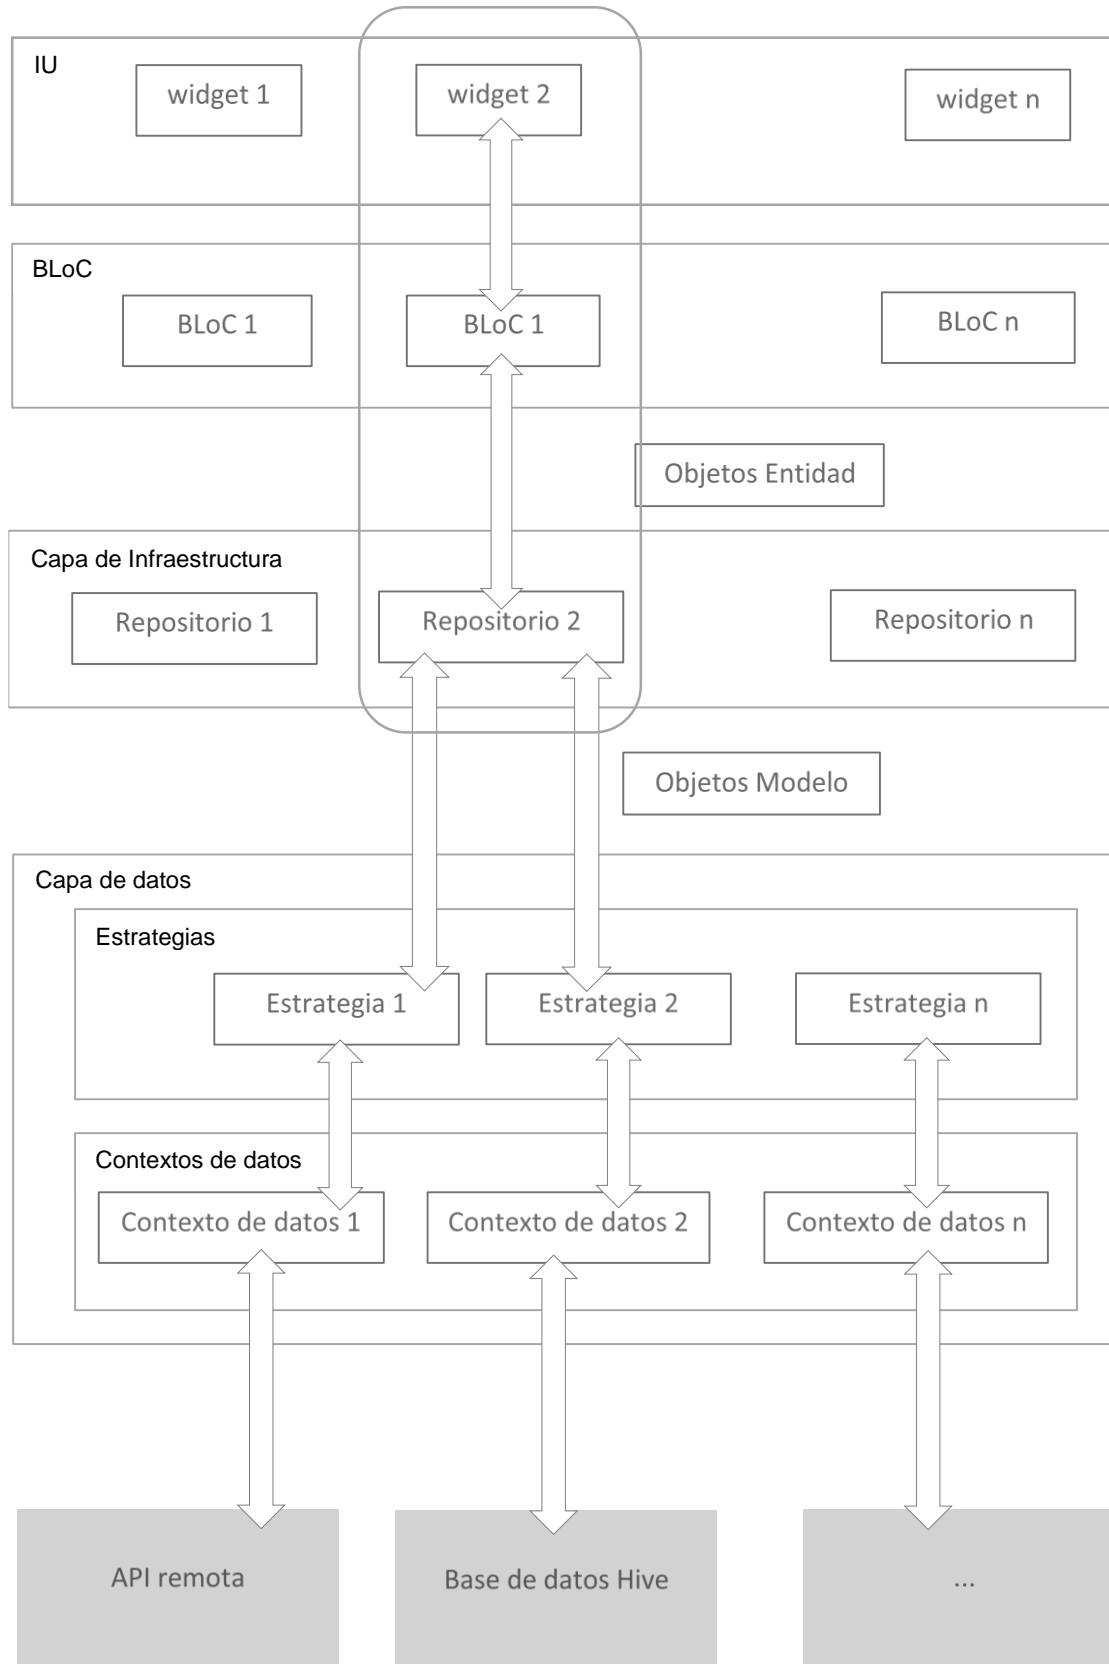 IU
widget 1
widget 2
widget n
BLoC
BLoC 1
BLoC 1
BLoC n
Objetos Entidad
Capa de Infraestructura
Repositorio 1
Repositorio 2
Repositorio n
Objetos Modelo
Capa de datos
Estrategias
Estrategia 1
Estrategia 2
Estrategia n
Contextos de datos
Contexto de datos 1
Contexto de datos 2
Contexto de datos n
API remota
Base de datos Hive
...